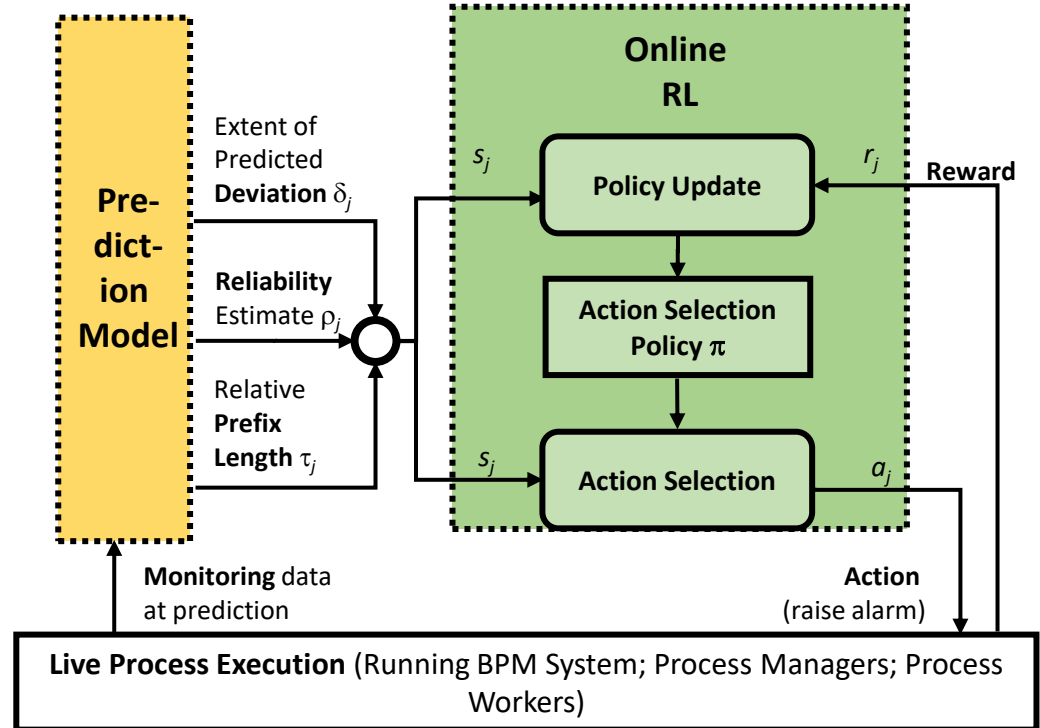 Pre-
dict-
ion
Model
Extent of
Predicted
Deviation δj
Reliability
Estimate ρj
Relative
Prefix
Length τj
Online
RL
sj
Policy Update
rj
Reward
Action Selection
Policy π
sj
Action Selection
aj
Monitoring data
at prediction
Action
(raise alarm)
Live Process Execution (Running BPM System; Process Managers; Process
Workers)